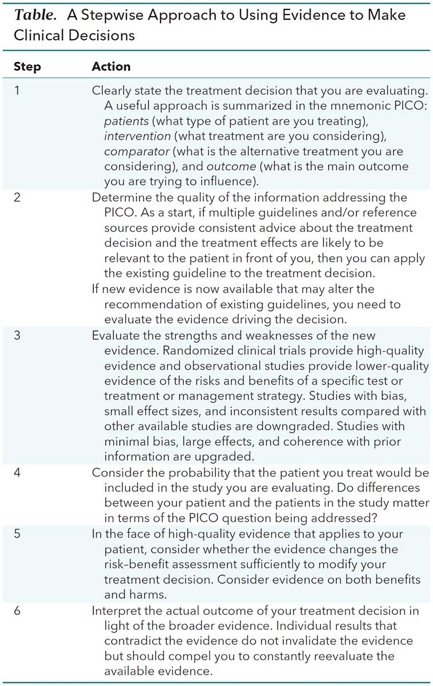 Table. A Stepwise Approach to Using Evidence to Make
Clinical Decisions
Step Action
1 Clearly state the treatment decision that you are evaluating.
A useful approach is summarized in the mnemonic PICO:
patients (what type of patient are you treating),
intervention (what treatment are you considering),
comparator (what is the alternative treatment you are
considering), and outcome (what is the main outcome
you are trying to influence).
2 Determine the quality of the information addressing the
PICO. As a start, if multiple guidelines and/or reference
sources provide consistent advice about the treatment
decision and the treatment effects are likely to be
relevant to the patient in front of you, then you can apply
the existing guideline to the treatment decision.
If new evidence is now available that may alter the
recommendation of existing guidelines, you need to
evaluate the evidence driving the decision.
3 Evaluate the strengths and weaknesses of the new
evidence. Randomized clinical trials provide high-quality
evidence and observational studies provide lower-quality
evidence of the risks and benefits of a specific test or
treatment or management strategy. Studies with bias,
small effect sizes, and inconsistent results compared with
other available studies are downgraded. Studies with
minimal bias, large effects, and coherence with prior
information are upgraded.
4 Consider the probability that the patient you treat would be
included in the study you are evaluating. Do differences
between your patient and the patients in the study matter
in terms of the PICO question being addressed?
5 In the face of high-quality evidence that applies to your
patient, consider whether the evidence changes the
risk–benefit assessment sufficiently to modify your
treatment decision. Consider evidence on both benefits
and harms.
6 Interpret the actual outcome of your treatment decision in
light of the broader evidence. Individual results that
contradict the evidence do not invalidate the evidence
but should compel you to constantly reevaluate the
available evidence.